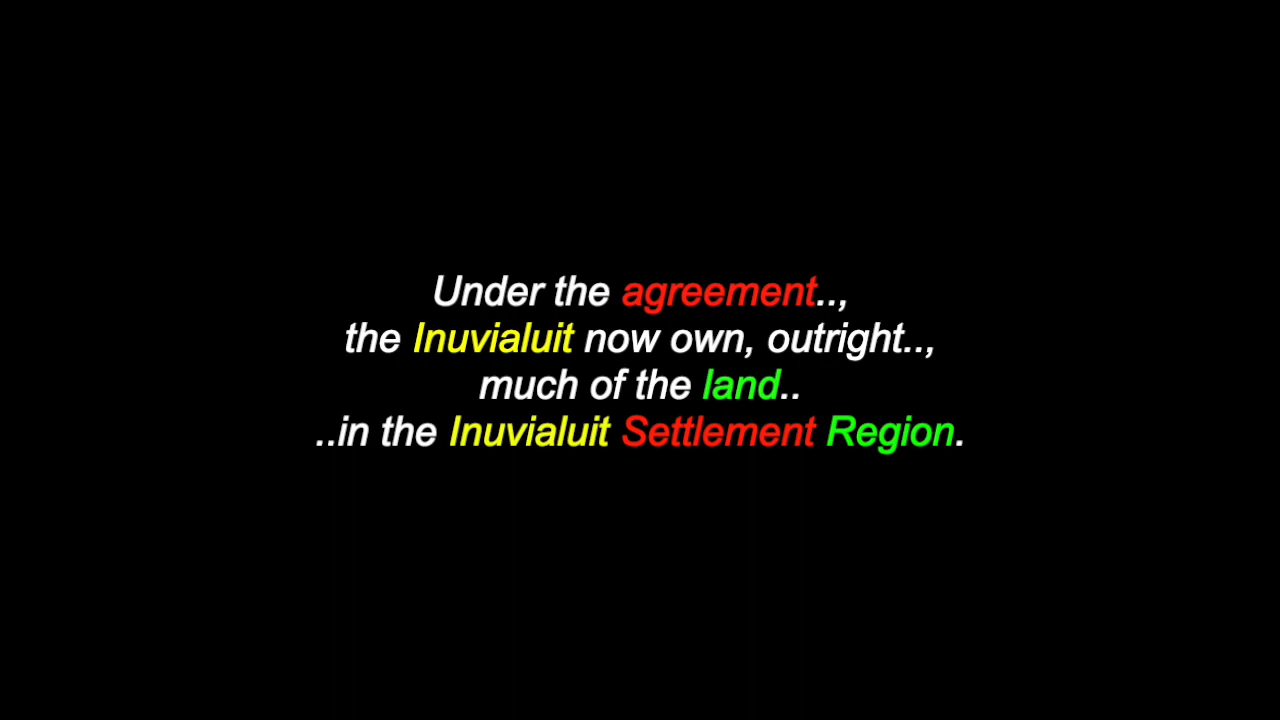 Under the agreement..,
the Inuvialuit now own, outright..,
much of the land..
..in the Inuvialuit Settlement Region.